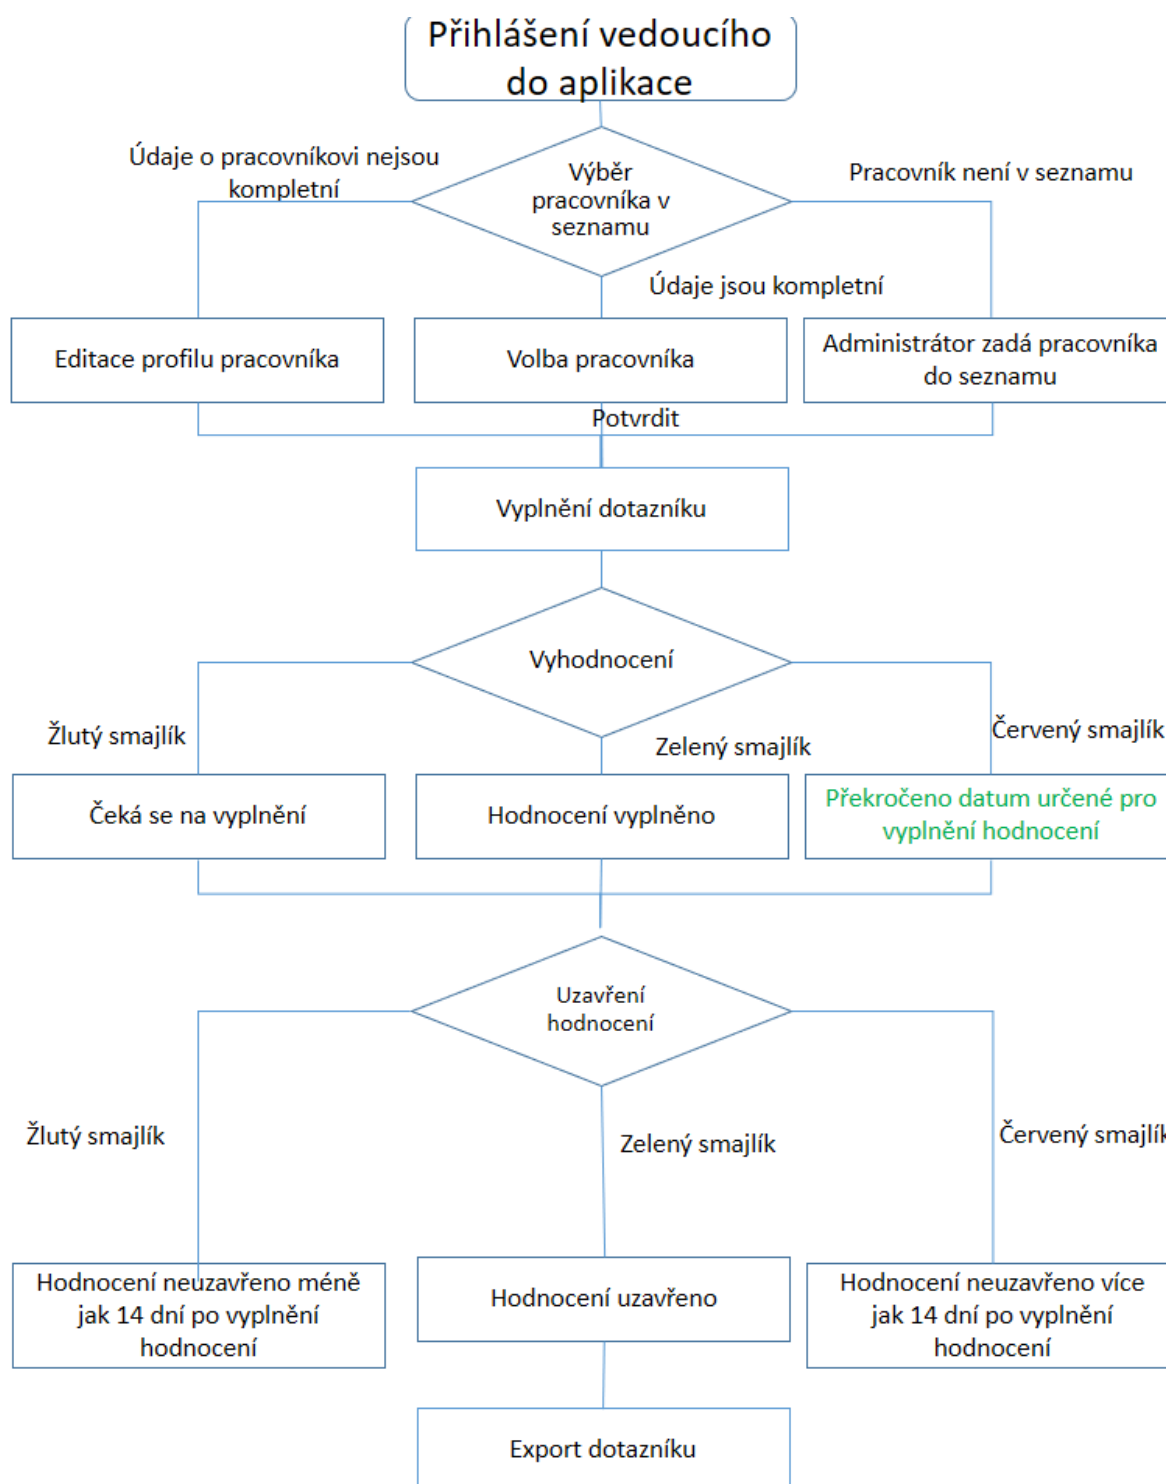 Přihlášení vedoucího
do aplikace
Údaje o pracovníkovi nejsou
kompletní
Výběr
pracovníka v
seznamu
Pracovník není v seznamu
Údaje jsou kompletní
Editace profilu pracovníka
Volba pracovníka
Administrátor zadá pracovníka
do seznamu
Potvrdit
Vyplnění dotazníku
Vyhodnocení
Žlutý smajlík
Zelený smajlík
Červený smajlík
Čeká se na vyplnění
Hodnocení vyplněno
Překročeno datum určené pro
vyplnění hodnocení
Uzavření
hodnocení
Žlutý smajlík
Zelený smajlík
Červený smajlík
Hodnocení neuzavřeno méně
jak 14 dní po vyplnění
hodnocení
Hodnocení uzavřeno
Hodnocení neuzavřeno více
jak 14 dní po vyplnění
hodnocení
Export dotazníku